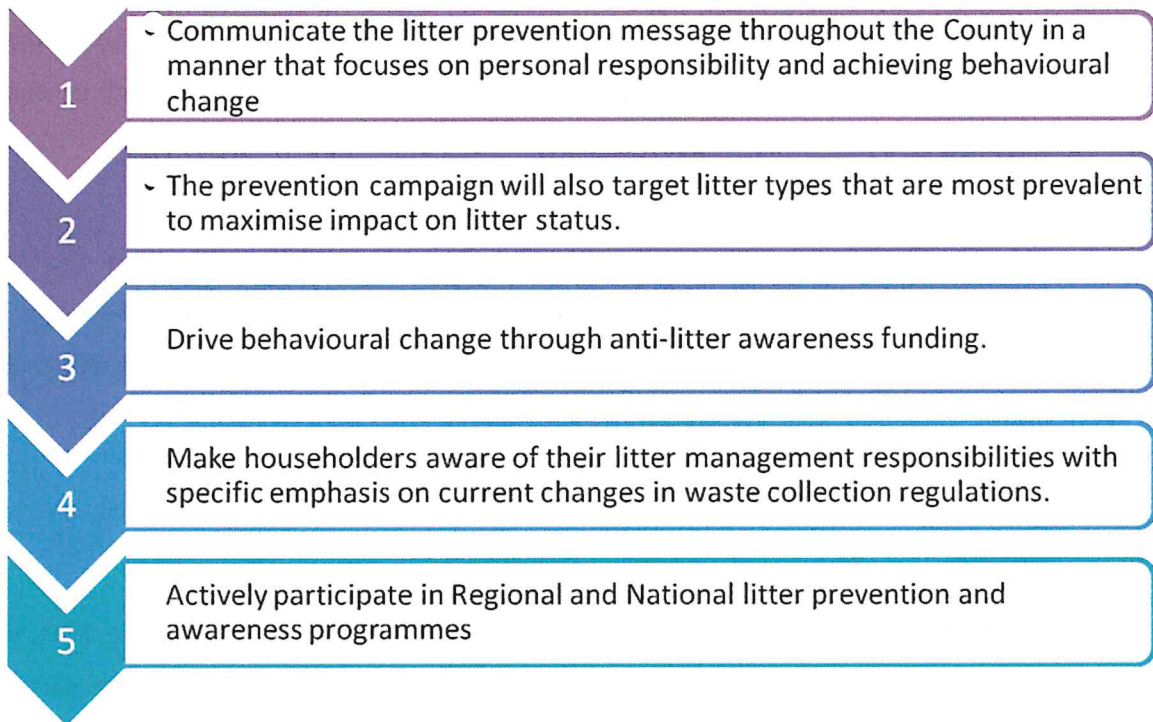 1
Communicate the litter prevention message throughout the County in a
manner that focuses on personal responsibility and achieving behavioural
change
2
The prevention campaign will also target litter types that are most prevalent
to maximise impact on litter status.
3
Drive behavioural change through anti-litter awareness funding.
4
Make householders aware of their litter management responsibilities with
specific emphasis on current changes in waste collection regulations.
5
Actively participate in Regional and National litter prevention and
awareness programmes